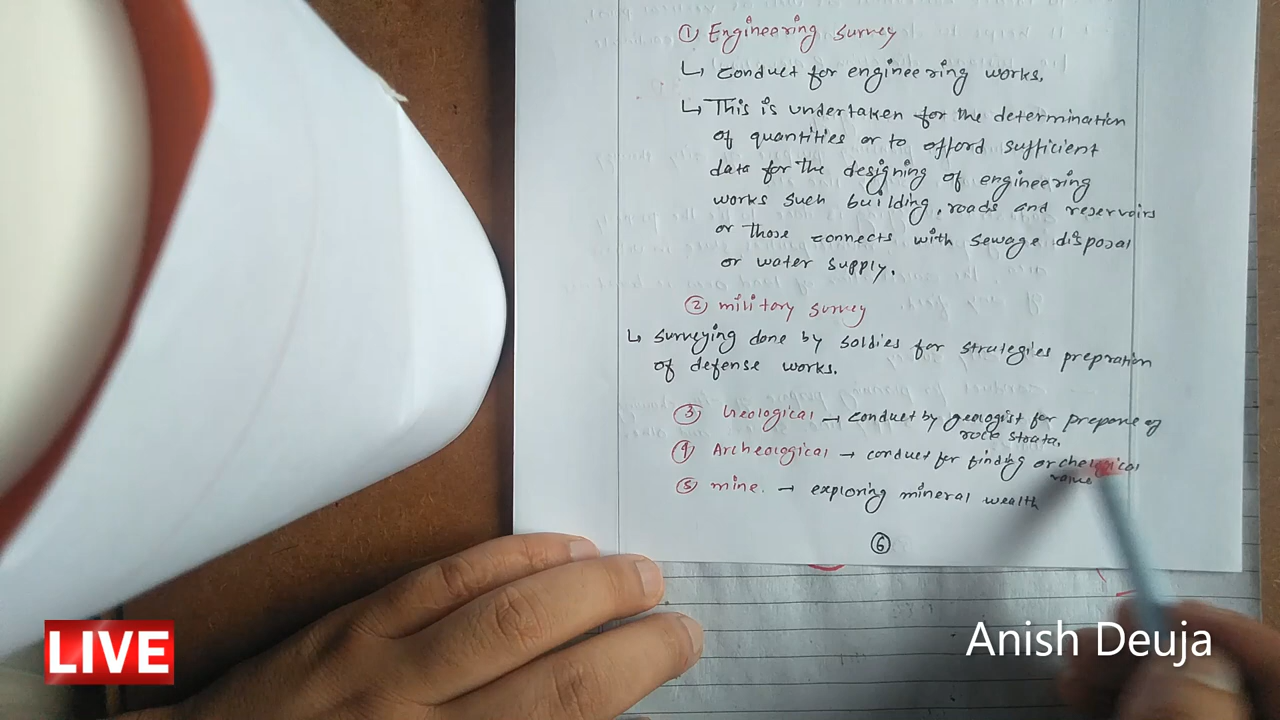 ① Engineering survey
↳ conduct for engineering works.
↳ This is undertaken for the determination
of quantities or to offord sufficient
data for the designing of engineering
works such building, roads and reservoirs
or those connects with sewage disposal
or water supply.
② military survey
↳ surveying done by soldies for strategies prepration
of defense works.
③ Geological → conduct by geologist for prepone of
rock strata.
④ Archeological → conduct for finding
value
⑤ mine. → exploring mineral wealth
⑥
LIVE
Anish Deuja